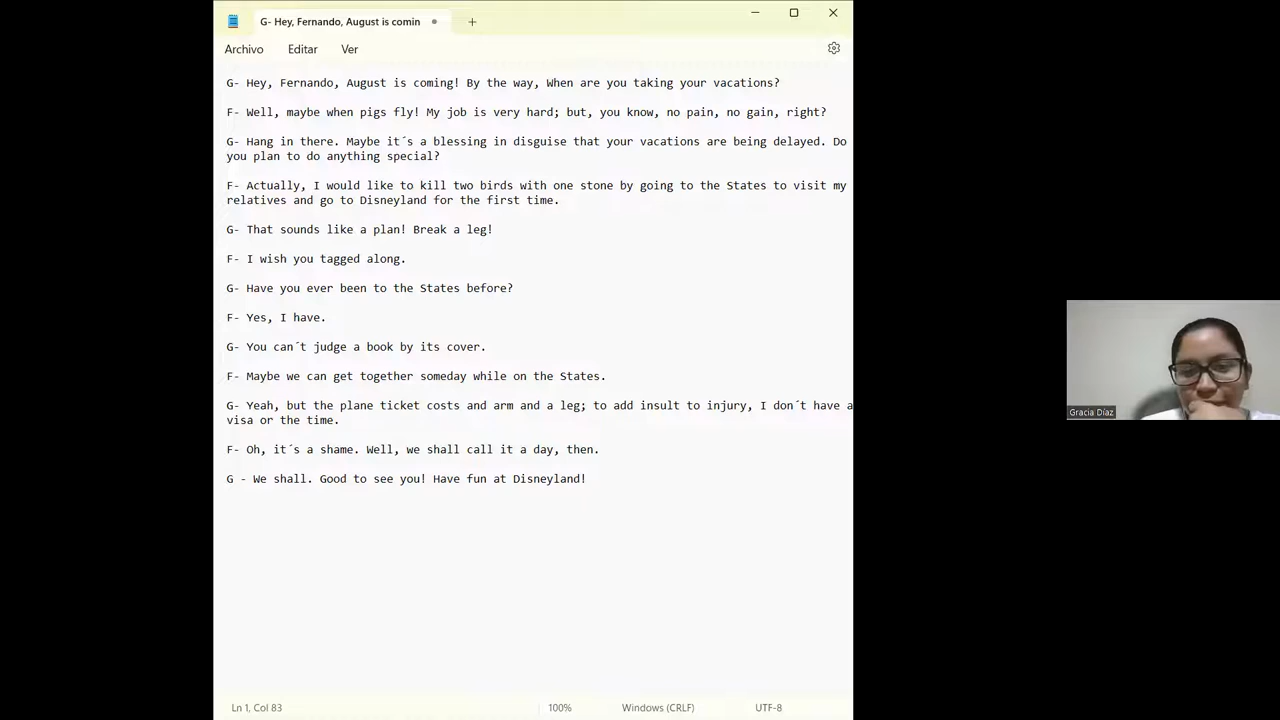 G- Hey, Fernando, August is comin
Archivo Editar Ver
G- Hey, Fernando, August is coming! By the way, When are you taking your vacations?
F- Well, maybe when pigs fly! My job is very hard; but, you know, no pain, no gain, right?
G- Hang in there. Maybe it´s a blessing in disguise that your vacations are being delayed. Do
you plan to do anything special?
F- Actually, I would like to kill two birds with one stone by going to the States to visit my
relatives and go to Disneyland for the first time.
G- That sounds like a plan! Break a leg!
F- I wish you tagged along.
G- Have you ever been to the States before?
F- Yes, I have.
G- You can´t judge a book by its cover.
F- Maybe we can get together someday while on the States.
G- Yeah, but the plane ticket costs and arm and a leg; to add insult to injury, I don´t have a
visa or the time.
F- Oh, it´s a shame. Well, we shall call it a day, then.
G - We shall. Good to see you! Have fun at Disneyland!
Gracia Díaz
Ln 1, Col 83 100% Windows (CRLF) UTF-8